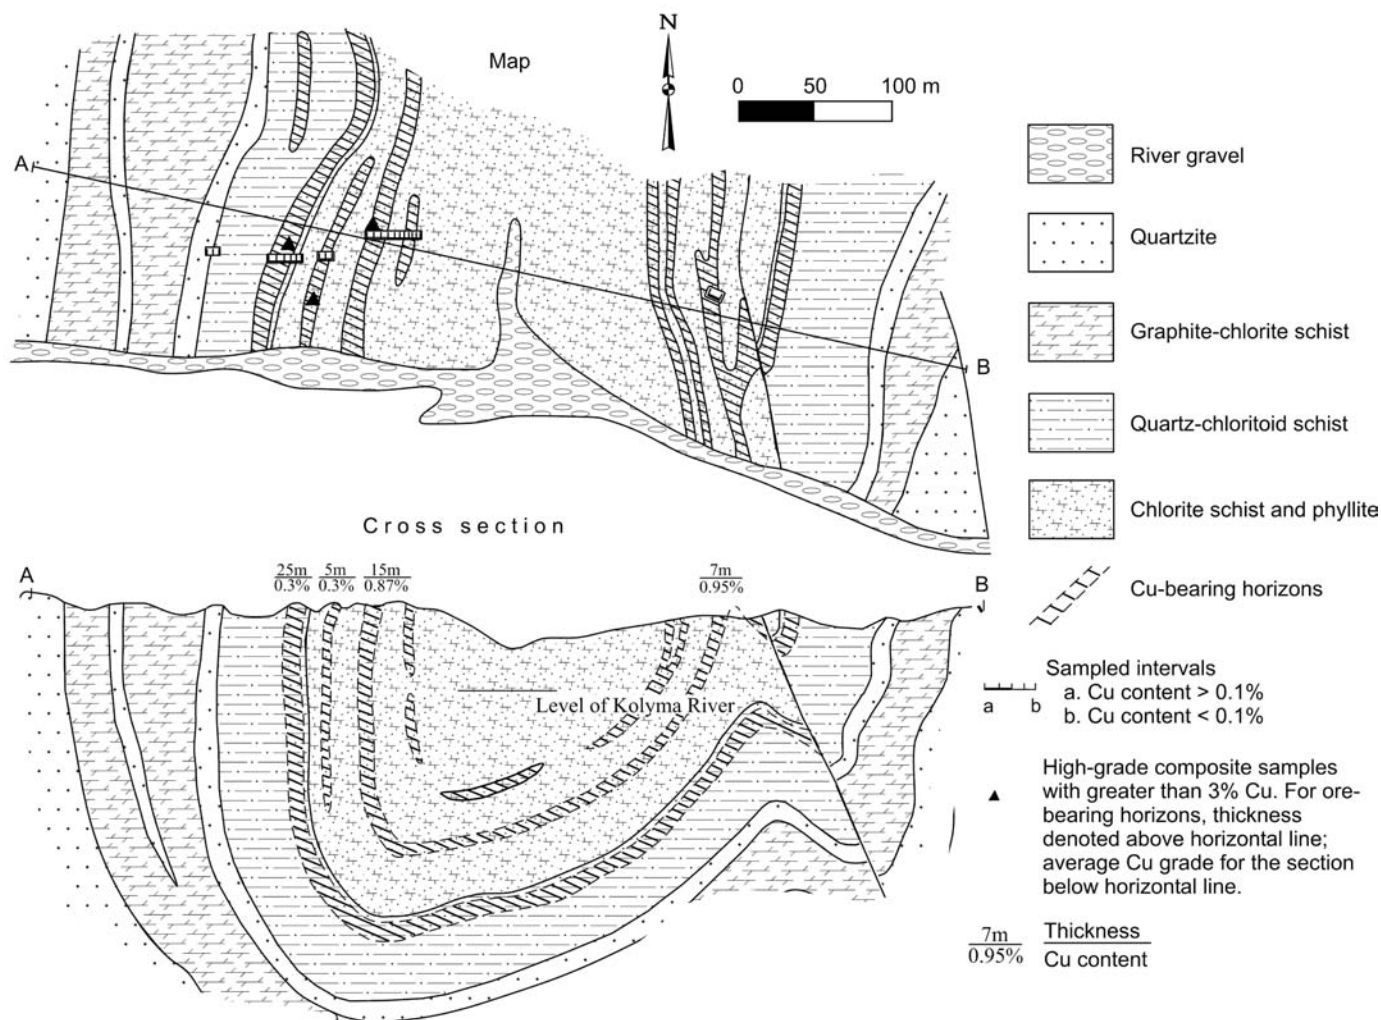 Map
N
0 50 100 m
A
B
River gravel
Quartzite
Graphite-chlorite schist
Quartz-chloritoid schist
Chlorite schist and phyllite
Cu-bearing horizons
Sampled intervals
a. Cu content > 0.1%
b. Cu content < 0.1%
a b
High-grade composite samples
with greater than 3% Cu. For ore-
bearing horizons, thickness
denoted above horizontal line;
average Cu grade for the section
below horizontal line.
7m
0.95%
Thickness
Cu content
Cross section
A
25m
0.3%
5m
0.3%
15m
0.87%
7m
0.95%
B
Level of Kolyma River